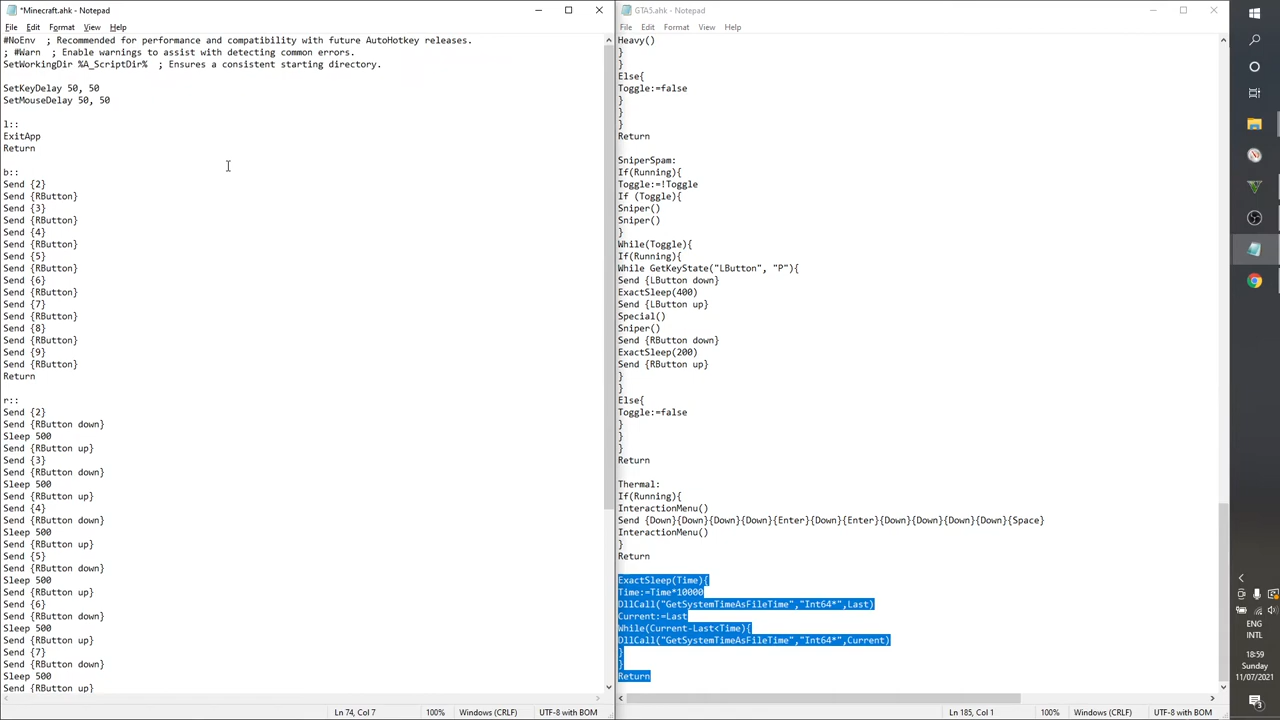 *Minecraft.ahk - Notepad
File Edit Format View Help
#NoEnv  ; Recommended for performance and compatibility with future AutoHotkey releases.
; #Warn  ; Enable warnings to assist with detecting common errors.
SetWorkingDir %A_ScriptDir%  ; Ensures a consistent starting directory.
SetKeyDelay 50, 50
SetMouseDelay 50, 50
l::
ExitApp
Return
b::
Send {2}
Send {RButton}
Send {3}
Send {RButton}
Send {4}
Send {RButton}
Send {5}
Send {RButton}
Send {6}
Send {RButton}
Send {7}
Send {RButton}
Send {8}
Send {RButton}
Send {9}
Send {RButton}
Return
r::
Send {2}
Send {RButton down}
Sleep 500
Send {RButton up}
Send {3}
Send {RButton down}
Sleep 500
Send {RButton up}
Send {4}
Send {RButton down}
Sleep 500
Send {RButton up}
Send {5}
Send {RButton down}
Sleep 500
Send {RButton up}
Send {6}
Send {RButton down}
Sleep 500
Send {RButton up}
Send {7}
Send {RButton down}
Sleep 500
Send {RButton up}
Ln 74, Col 7 100% Windows (CRLF) UTF-8 with BOM
GTA5.ahk - Notepad
File Edit Format View Help
Heavy()
}
}
Else{
Toggle:=false
}
}
}
Return
SniperSpam:
If(Running){
Toggle:=!Toggle
If (Toggle){
Sniper()
Sniper()
}
While(Toggle){
If(Running){
While GetKeyState("LButton", "P"){
Send {LButton down}
ExactSleep(400)
Send {LButton up}
Special()
Sniper()
Send {RButton down}
ExactSleep(200)
Send {RButton up}
}
}
Else{
Toggle:=false
}
}
}
Return
Thermal:
If(Running){
InteractionMenu()
Send {Down}{Down}{Down}{Down}{Enter}{Down}{Enter}{Down}{Down}{Down}{Down}{Space}
InteractionMenu()
}
Return
ExactSleep(Time){
Time:=Time*10000
DllCall("GetSystemTimeAsFileTime","Int64*",Last)
Current:=Last
While(Current-Last<Time){
DllCall("GetSystemTimeAsFileTime","Int64*",Current)
}
}
Return
Ln 185, Col 1 100% Windows (CRLF) UTF-8 with BOM
ENG
INTL
18:59
Sunday
11/07/2021